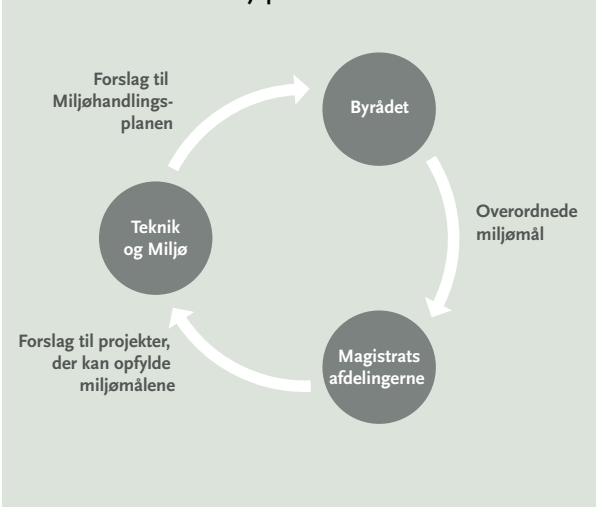 Forslag til
Miljøhandlings-
planen
Byrådet
Overordnede
miljømål
Teknik
og Miljø
Magistrats
afdelingerne
Forslag til projekter,
der kan opfylde
miljømålene